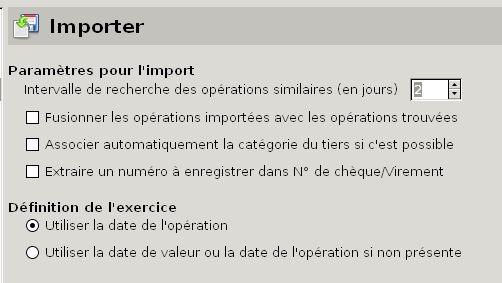 Importer
Paramètres pour l'import
Intervalle de recherche des opérations similaires (en jours) 2
Fusionner les opérations importées avec les opérations trouvées
Associer automatiquement la catégorie du tiers si c'est possible
Extraire un numéro à enregistrer dans N° de chèque/Virement
Définition de l'exercice
Utiliser la date de l'opération
Utiliser la date de valeur ou la date de l'opération si non présente